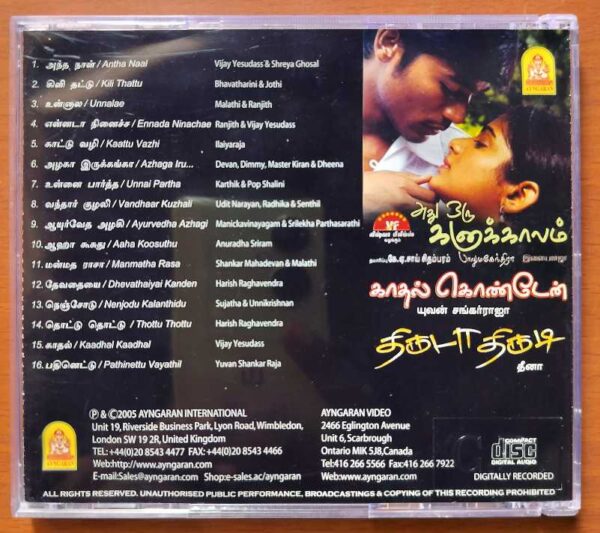 1. அந்த நாள் / Antha Naal Vijay Yesudass & Shreya Ghosal
2. கிளி தட்டு / Kili Thattu Bhavatharini & Jothi
3. உன்னால / Unnalae Malathi & Ranjith
4. என்னடா நினைச்ச / Ennada Ninachae Ranjith & Vijay Yesudass
5. காட்டு வழி / Kaattu Vazhi Ilaiyaraja
6. அழகா இருக்கங்கா / Azhaga Iru... Devan, Dimmy, Master Kiran & Dheena
7. உன்னை பார்த்த / Unnai Partha Karthik & Pop Shalini
8. வந்தார் குழலி / Vandhaar Kuzhali Udit Narayan, Radhika & Senthil
9. ஆயுர்வேத அழகி / Ayurvedha Azhagi Manickavinayagam & Srilekha Parthasarathi
10. ஆஹா கூசுது / Aaha Koosuthu Anuradha Sriram
11. மன்மத ராசா / Manmatha Rasa Shankar Mahadevan & Malathi
12. தேவதையை / Dhevathaiyai Kanden Harish Raghavendra
13. நெஞ்சோடு / Nenjodu Kalanthidu Sujatha & Unnikrishnan
14. தொட்டு தொட்டு / Thottu Thottu Harish Raghavendra
15. காதல் / Kaadhal Kaadhal Vijay Yesudass
16. பதினெட்டு / Pathinettu Vayathil Yuvan Shankar Raja
AYNGARAN
அது ஒரு
கனாக்காலம்
காதல் கொண்டேன்
யுவன் சங்கர்ராஜா
திருடா திருடி
தீனா
℗ & ©2005 AYNGARAN INTERNATIONAL
Unit 19, Riverside Business Park, Lyon Road, Wimbledon,
London SW 19 2R, United Kingdom
TEL:+44(0)20 8543 4477 FAX:+44(0)20 8543 4466
Web:http://www.ayngaran.com
E-mail:Sales@ayngaran.com Shop:e-sales.ac/ayngaran
AYNGARAN VIDEO
2466 Eglington Avenue
Unit 6, Scarbrough
Ontario MIK 5J8,Canada
Tel:416 266 5566 Fax:416 266 7922
Web:www.ayngaran.com
AYNGARAN
COMPACT
disc
DIGITAL AUDIO
DIGITALLY RECORDED
ALL RIGHTS RESERVED. UNAUTHORISED PUBLIC PERFORMANCE, BROADCASTINGS & COPYING OF THIS RECORDING PROHIBITED